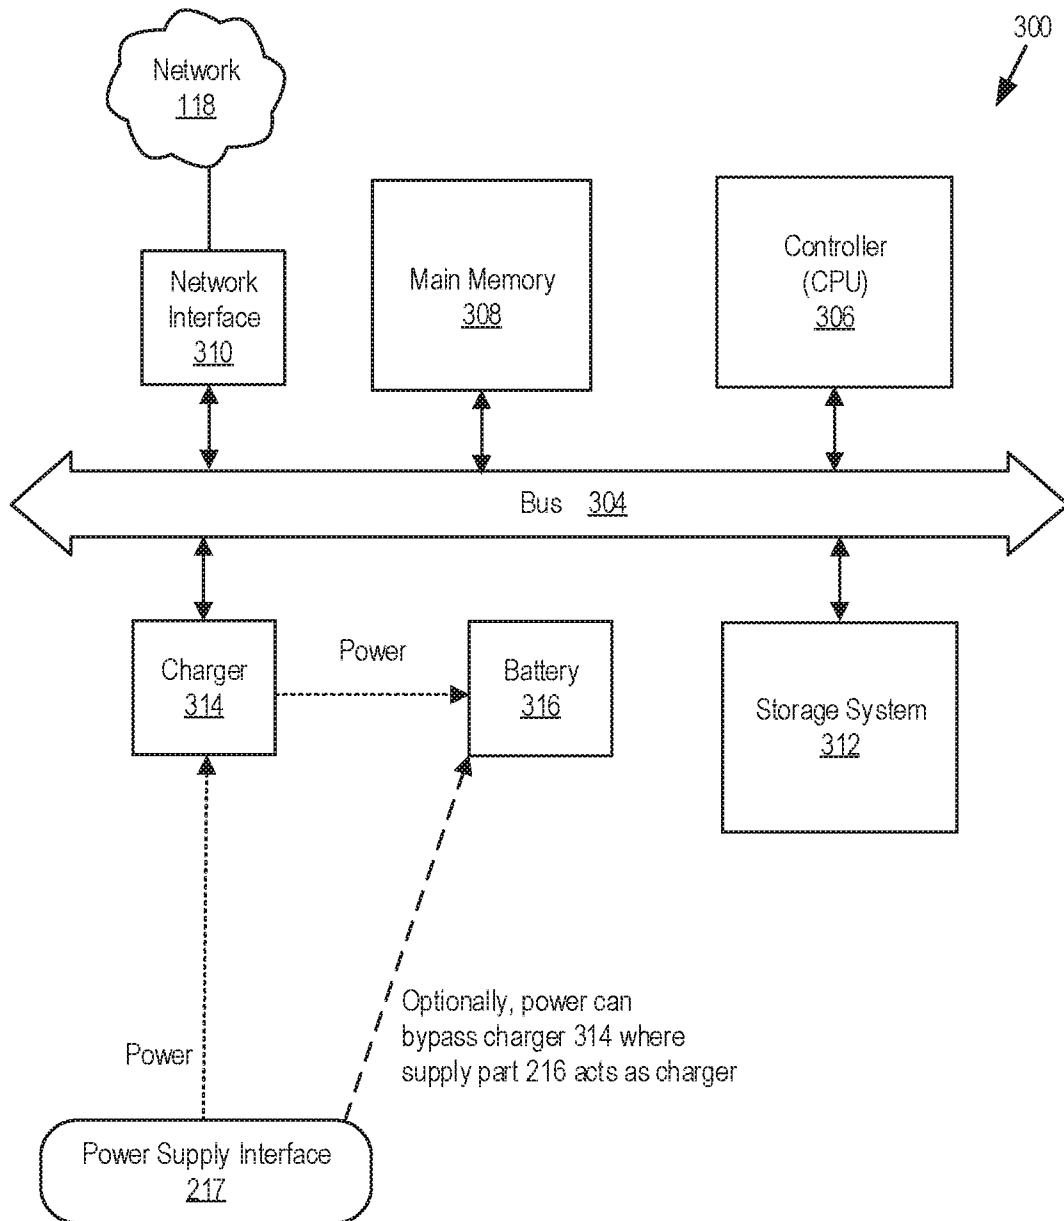 300
Network
118
Network
Interface
310
Main Memory
308
Controller
(CPU)
306
Bus 304
Charger
314
Power
Battery
316
Storage System
312
Optionally, power can
bypass charger 314 where
supply part 216 acts as charger
Power
Power Supply Interface
217